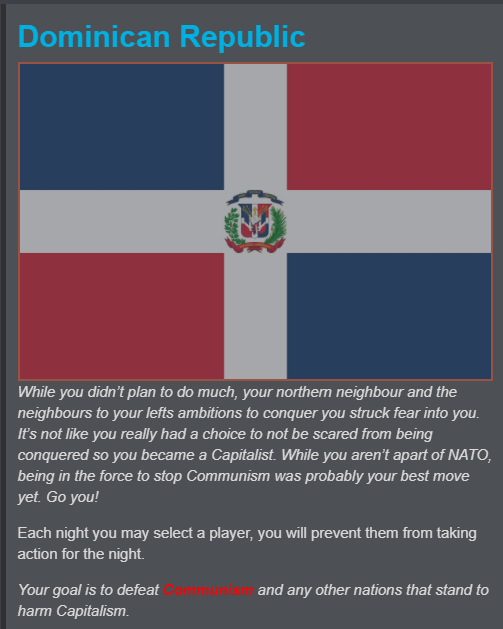 Dominican Republic
While you didn't plan to do much, your northern neighbour and the
neighbours to your lefts ambitions to conquer you struck fear into you.
It's not like you really had a choice to not be scared from being
conquered so you became a Capitalist. While you aren't apart of NATO,
being in the force to stop Communism was probably your best move
yet. Go you!
Each night you may select a player, you will prevent them from taking
action for the night.
Your goal is to defeat Communism and any other nations that stand to
harm Capitalism.